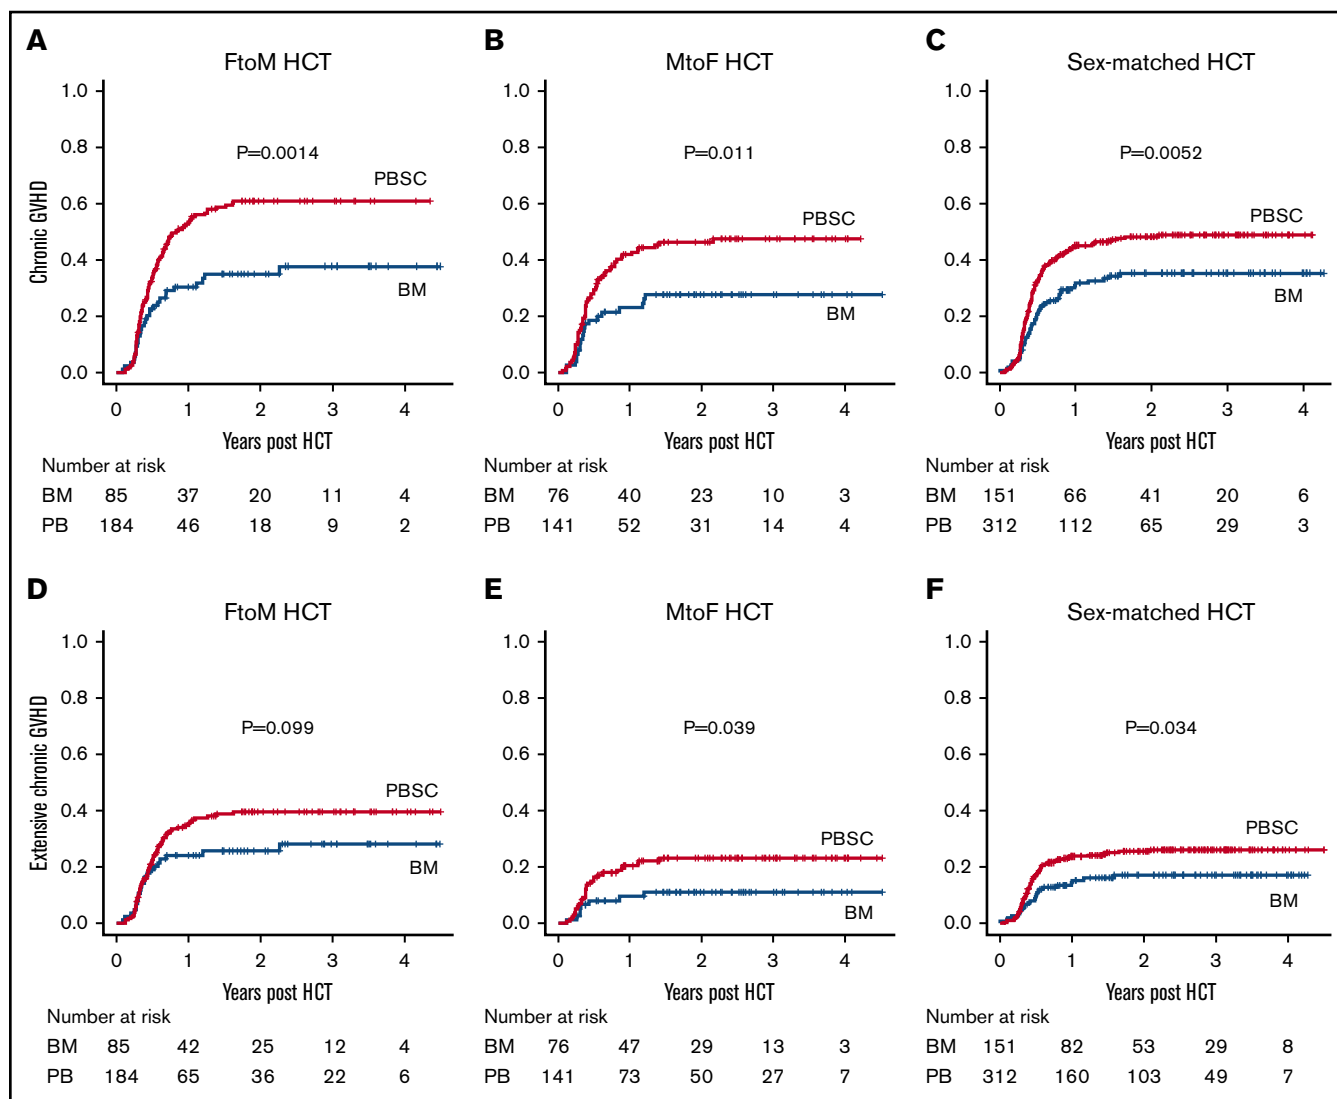 A
FtoM HCT
Chronic GVHD
1.0
0.8
0.6
0.4
0.2
0.0
P=0.0014
PBSC
BM
0 1 2 3 4
Years post HCT
Number at risk
BM 85 37 20 11 4
PB 184 46 18 9 2
B
MtoF HCT
1.0
0.8
0.6
0.4
0.2
0.0
P=0.011
PBSC
BM
0 1 2 3 4
Years post HCT
Number at risk
BM 76 40 23 10 3
PB 141 52 31 14 4
C
Sex-matched HCT
1.0
0.8
0.6
0.4
0.2
0.0
P=0.0052
PBSC
BM
0 1 2 3 4
Years post HCT
Number at risk
BM 151 66 41 20 6
PB 312 112 65 29 3
D
FtoM HCT
Extensive chronic GVHD
1.0
0.8
0.6
0.4
0.2
0.0
P=0.099
PBSC
BM
0 1 2 3 4
Years post HCT
Number at risk
BM 85 42 25 12 4
PB 184 65 36 22 6
E
MtoF HCT
1.0
0.8
0.6
0.4
0.2
0.0
P=0.039
PBSC
BM
0 1 2 3 4
Years post HCT
Number at risk
BM 76 47 29 13 3
PB 141 73 50 27 7
F
Sex-matched HCT
1.0
0.8
0.6
0.4
0.2
0.0
P=0.034
PBSC
BM
0 1 2 3 4
Years post HCT
Number at risk
BM 151 82 53 29 8
PB 312 160 103 49 7